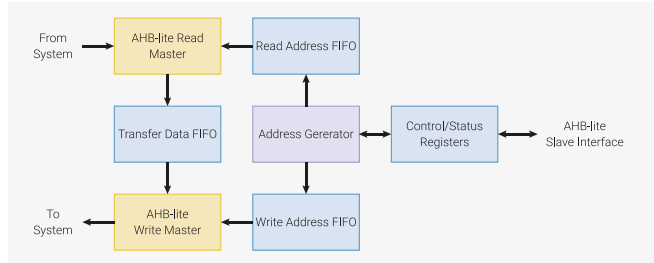 From
System
AHB-lite Read
Master
Read Address FIFO
Transfer Data FIFO
Address Gererator
Control/Status
Registers
AHB-lite
Slave Interface
To
System
AHB-lite
Write Master
Write Address FIFO